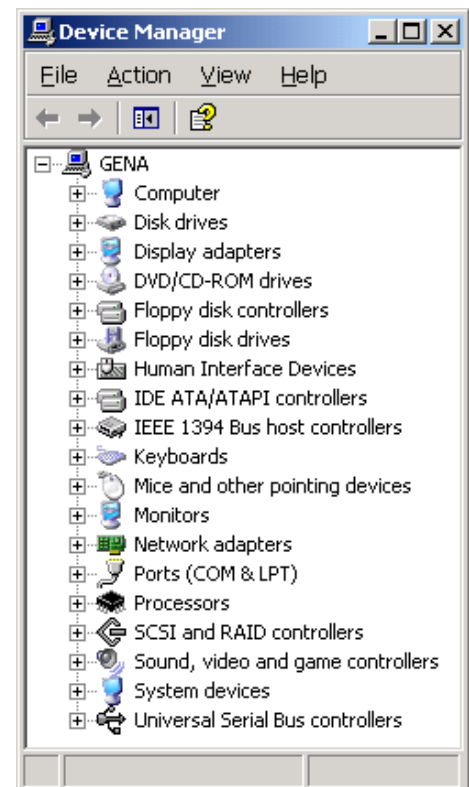 Device Manager
File Action View Help
GENA
Computer
Disk drives
Display adapters
DVD/CD-ROM drives
Floppy disk controllers
Floppy disk drives
Human Interface Devices
IDE ATA/ATAPI controllers
IEEE 1394 Bus host controllers
Keyboards
Mice and other pointing devices
Monitors
Network adapters
Ports (COM & LPT)
Processors
SCSI and RAID controllers
Sound, video and game controllers
System devices
Universal Serial Bus controllers